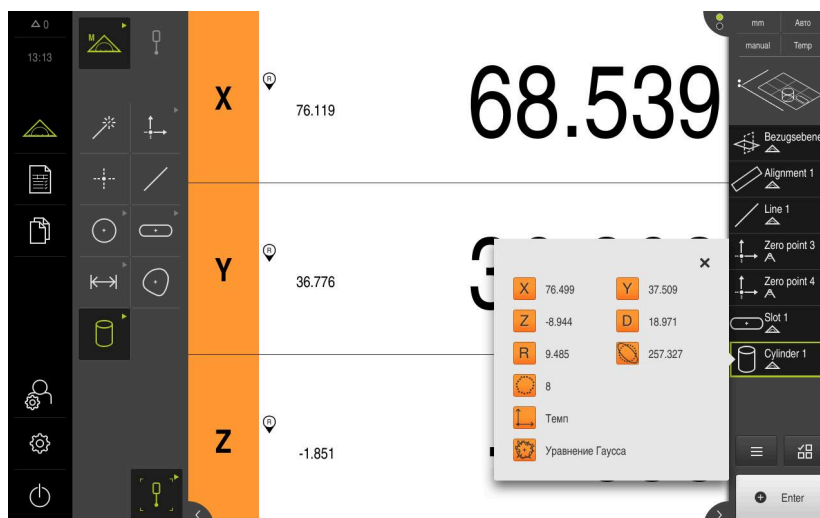 0
13:13
M
X
R
76.119
68.539
Y
R
36.776
Z
R
-1.851
mm
Авто
manual
Temp
Bezugsebene
Alignment 1
Line 1
Zero point 3
Zero point 4
Slot 1
Cylinder 1
X 76.499 Y 37.509
Z -8.944 D 18.971
R 9.485 257.327
8
Темп
Уравнение Гаусса
Enter